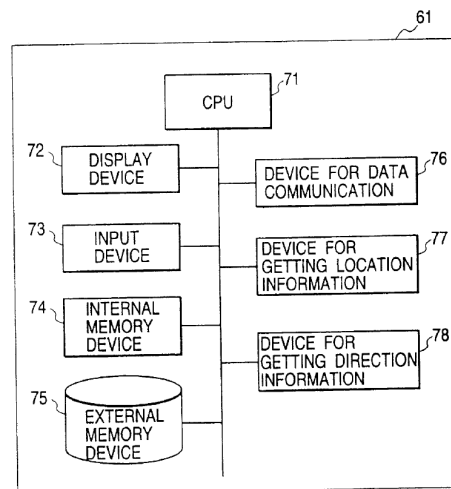 61
CPU
71
72
DISPLAY
DEVICE
76
DEVICE FOR DATA
COMMUNICATION
73
INPUT
DEVICE
77
DEVICE FOR
GETTING LOCATION
INFORMATION
74
INTERNAL
MEMORY
DEVICE
78
DEVICE FOR
GETTING DIRECTION
INFORMATION
75
EXTERNAL
MEMORY
DEVICE